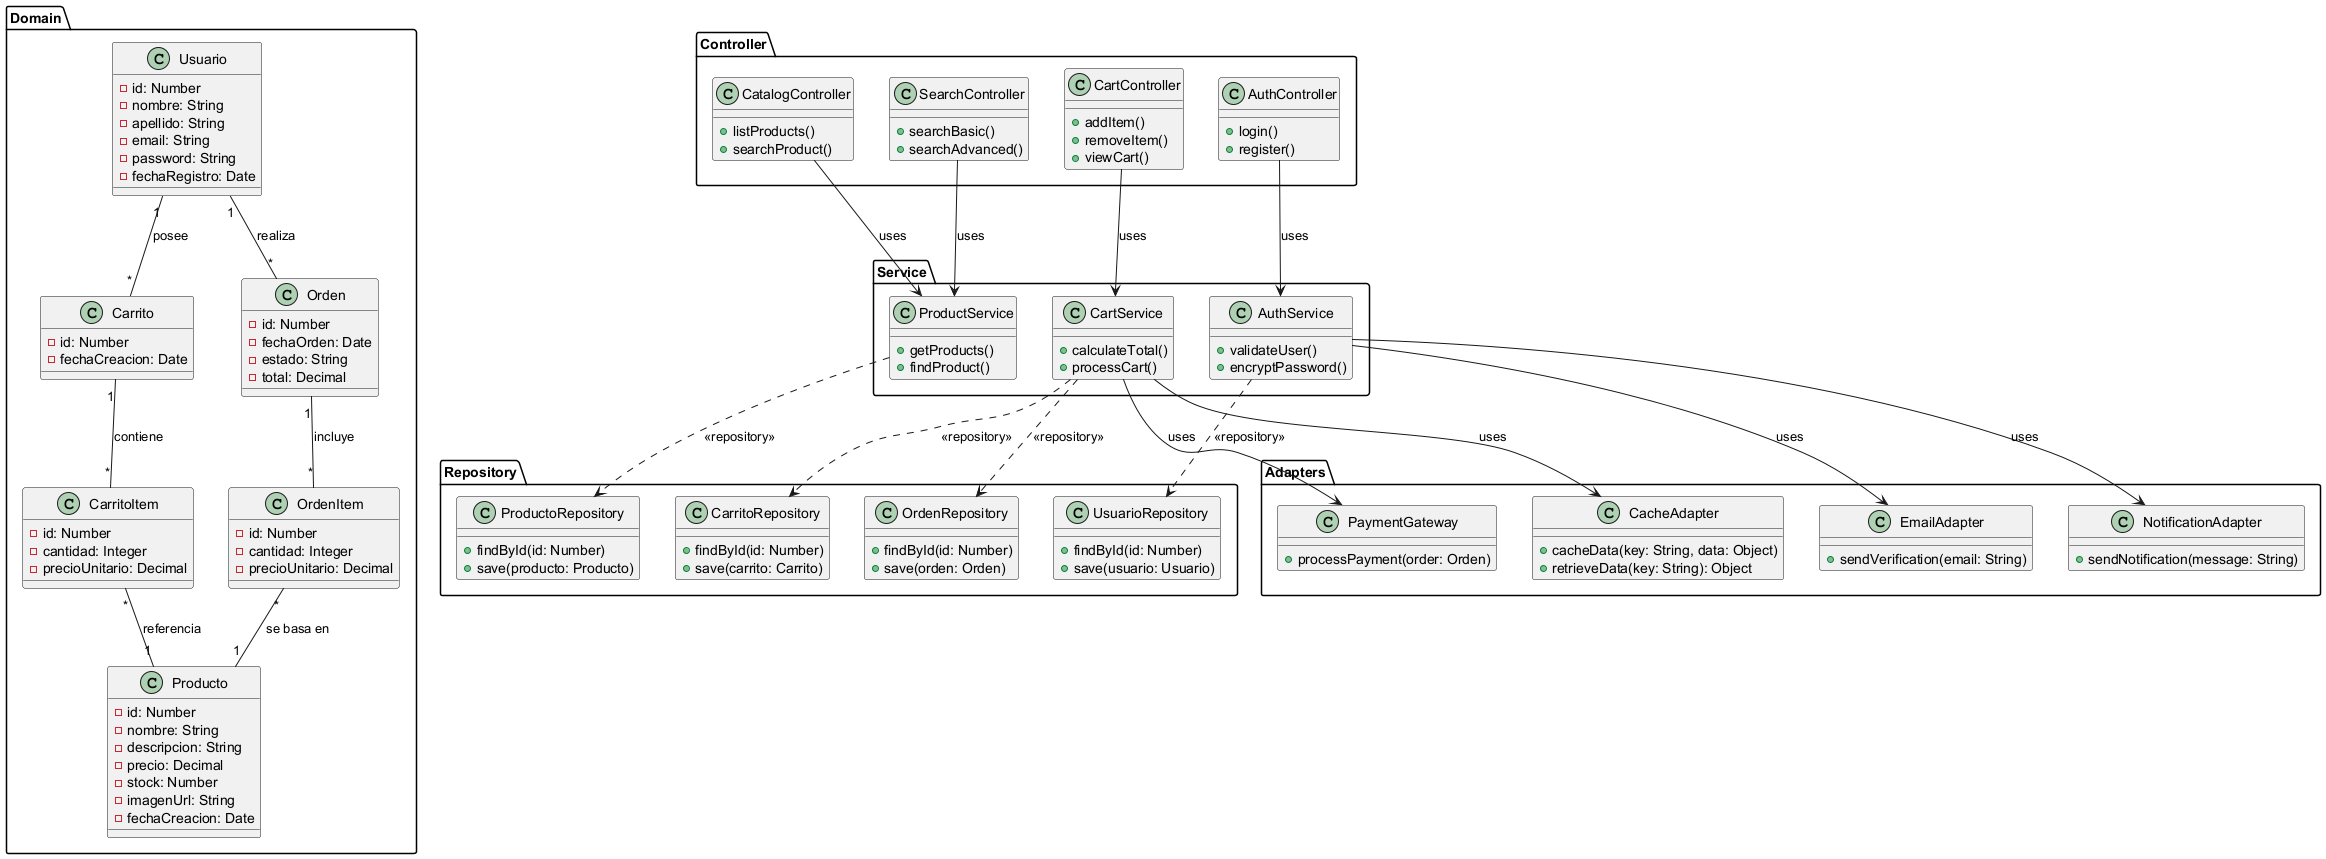 Domain
Usuario
id: Number
nombre: String
apellido: String
email: String
password: String
fechaRegistro: Date
1
posee
*
1
realiza
*
Carrito
id: Number
fechaCreacion: Date
Orden
id: Number
fechaOrden: Date
estado: String
total: Decimal
1
contiene
*
1
incluye
*
CarritoItem
id: Number
cantidad: Integer
precioUnitario: Decimal
OrdenItem
id: Number
cantidad: Integer
precioUnitario: Decimal
*
referencia
1
*
se basa en
1
Producto
id: Number
nombre: String
descripcion: String
precio: Decimal
stock: Number
imagenUrl: String
fechaCreacion: Date
Controller
C CatalogController
listProducts()
searchProduct()
C SearchController
searchBasic()
searchAdvanced()
C CartController
addItem()
removeItem()
viewCart()
C AuthController
login()
register()
uses
uses
uses
uses
Service
C ProductService
getProducts()
findProduct()
C CartService
calculateTotal()
processCart()
C AuthService
validateUser()
encryptPassword()
«repository»
«repository»
«repository»
uses
«repository»
uses
uses
uses
Repository
C ProductoRepository
findById(id: Number)
save(producto: Producto)
C CarritoRepository
findById(id: Number)
save(carrito: Carrito)
C OrdenRepository
findById(id: Number)
save(orden: Orden)
C UsuarioRepository
findById(id: Number)
save(usuario: Usuario)
Adapters
C PaymentGateway
processPayment(order: Orden)
C CacheAdapter
cacheData(key: String, data: Object)
retrieveData(key: String): Object
C EmailAdapter
sendVerification(email: String)
C NotificationAdapter
sendNotification(message: String)